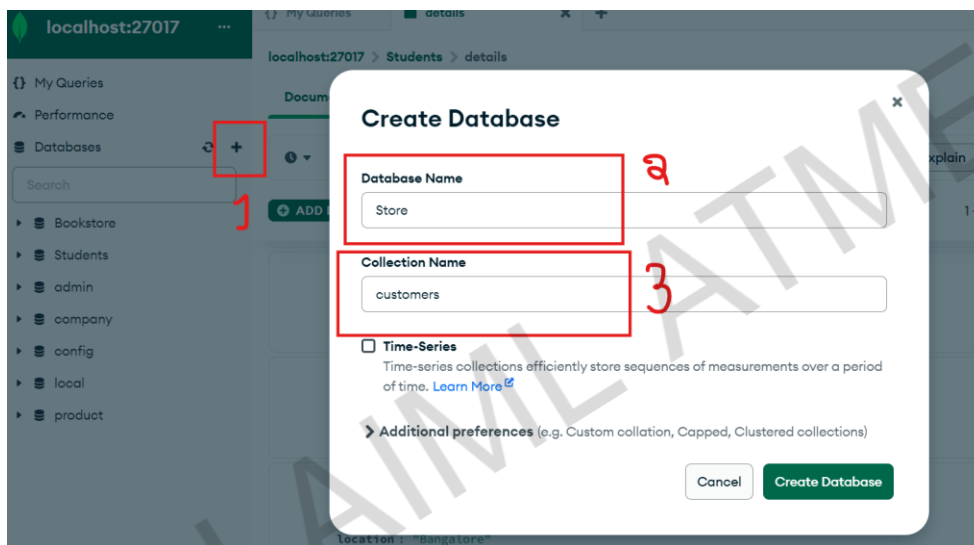 localhost:27017 ...
{} My Queries
details
localhost:27017 > Students > details
{} My Queries
Performance
Databases
Search
Bookstore
Students
admin
company
config
local
product
1
Create Database
2
Database Name
Store
Collection Name
customers
3
Time-Series
Time-series collections efficiently store sequences of measurements over a period
of time. Learn More
Additional preferences (e.g. Custom collation, Capped, Clustered collections)
Cancel
Create Database
ADD
location : "Bangalore"
AIML ATME